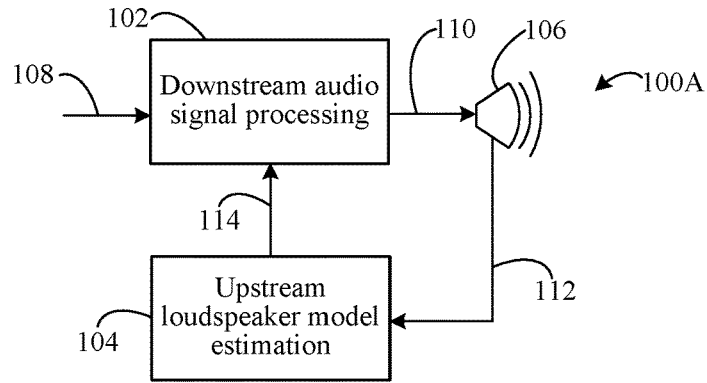 102
110
106
108
100A
Downstream audio
signal processing
114
112
104
Upstream
loudspeaker model
estimation